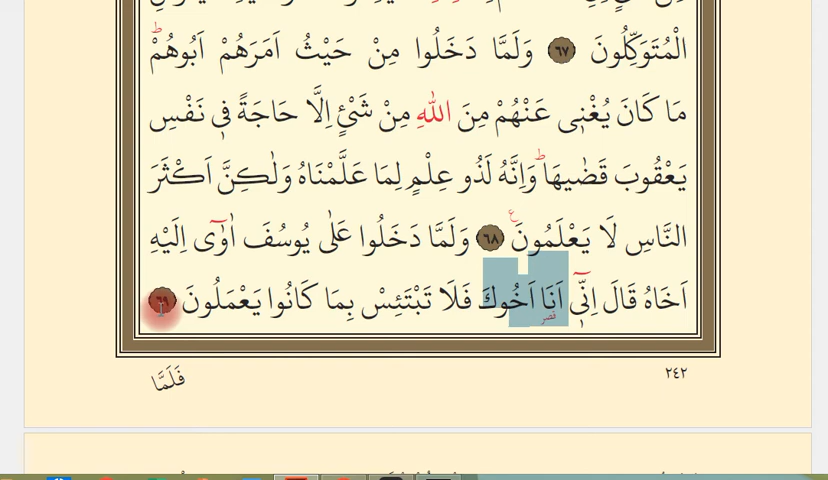 الْمُتَوَكِّلُونَ ٦٧ وَلَمَّا دَخَلُوا مِنْ حَيْثُ اَمَرَهُمْ اَبُوهُمْۜ
مَا كَانَ يُغْنٖى عَنْهُمْ مِنَ اللّٰهِ مِنْ شَیْءٍ اِلَّا حَاجَةً فٖى نَفْسِ
يَعْقُوبَ قَضٰيهَاۜ وَاِنَّهُ لَذُو عِلْمٍ لِمَا عَلَّمْنَاهُ وَلٰكِنَّ اَكْثَرَ
النَّاسِ لَا يَعْلَمُونَ ع ٦٨ وَلَمَّا دَخَلُوا عَلٰى يُوسُفَ اٰوٰٓى اِلَيْهِ
اَخَاهُ قَالَ اِنّٖٓى اَنَا اَخُوكَ فَلَا تَبْتَئِسْ بِمَا كَانُوا يَعْمَلُونَ ٦٩
قصر
٢٤٢
فَلَمَّا